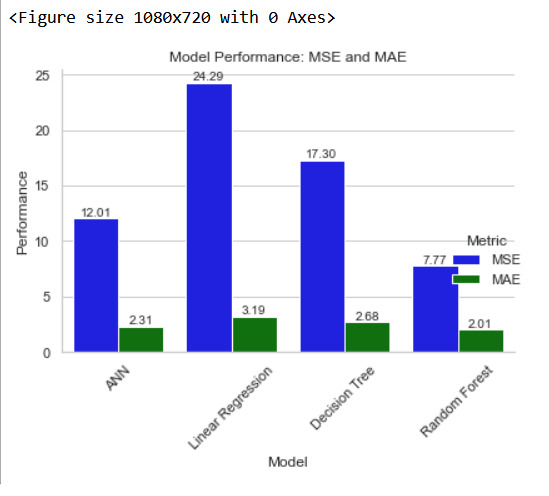 <Figure size 1080x720 with 0 Axes>
Model Performance: MSE and MAE
25
20
15
10
5
0
Performance
12.01
2.31
24.29
3.19
17.30
2.68
7.77
2.01
Metric
MSE
MAE
ANN
Linear Regression
Decision Tree
Random Forest
Model